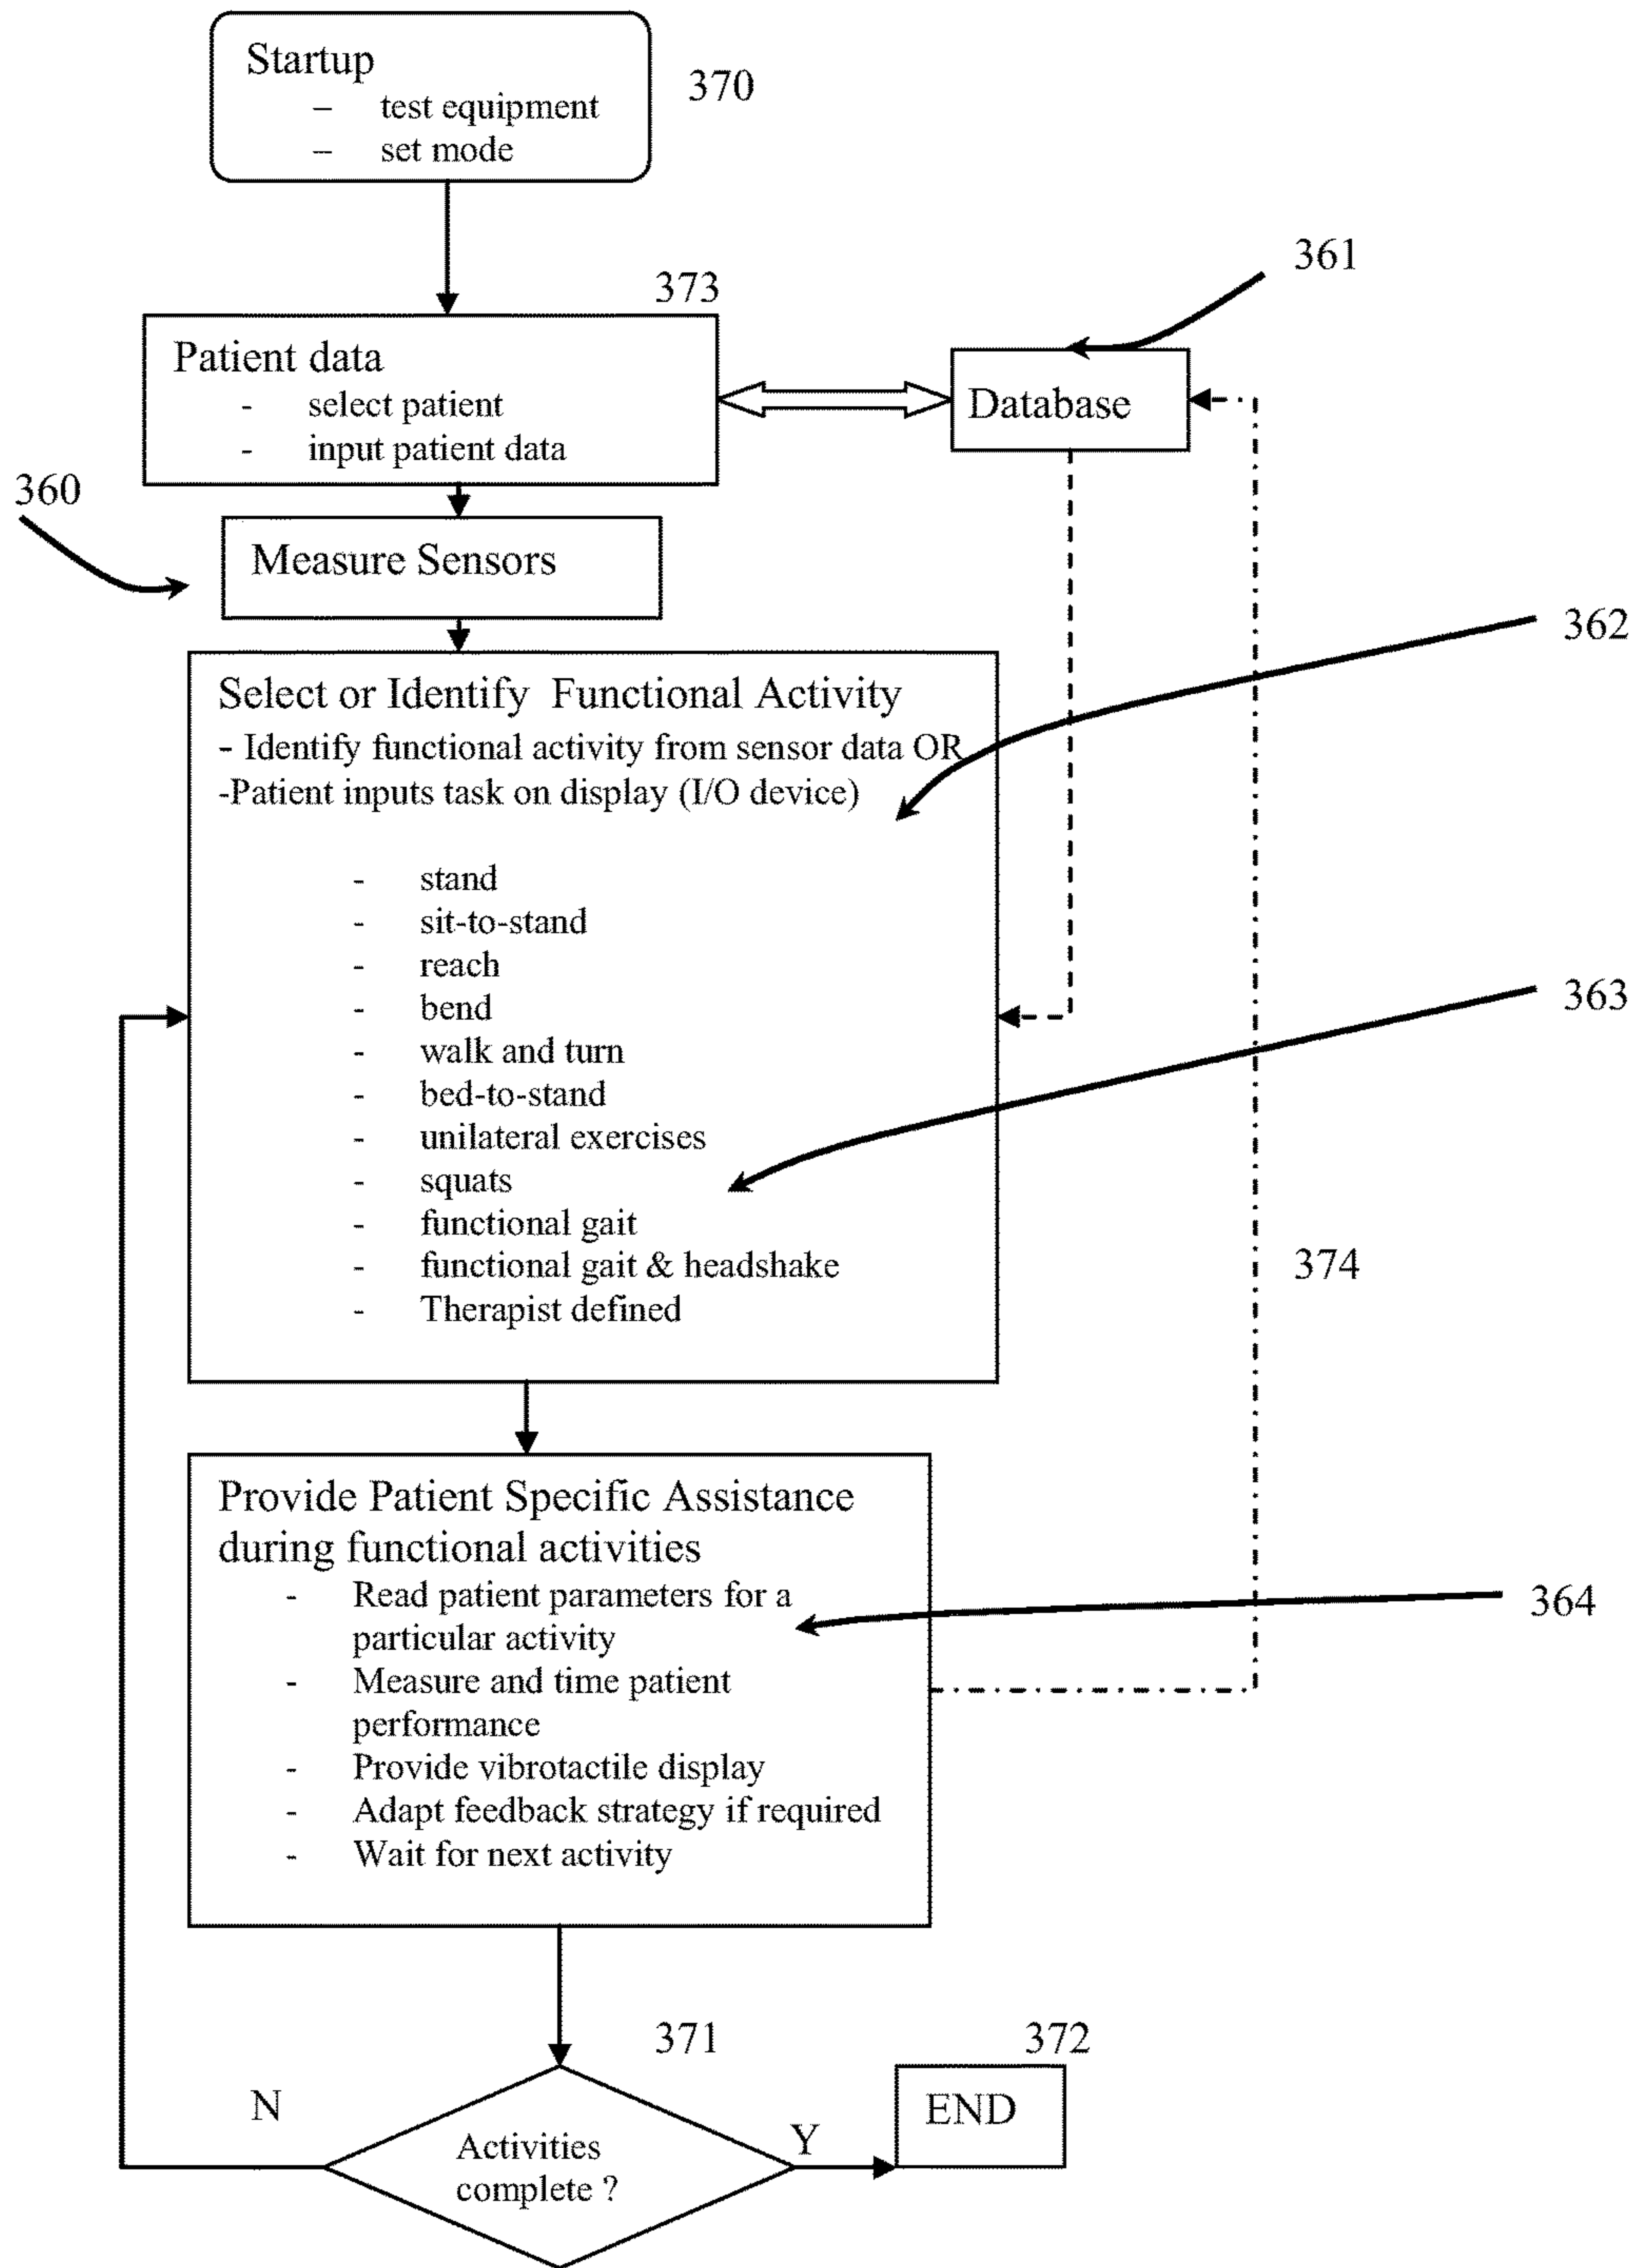 Startup
– test equipment
– set mode
370
361
373
Patient data
- select patient
- input patient data
Database
360
Measure Sensors
362
Select or Identify Functional Activity
- Identify functional activity from sensor data OR
-Patient inputs task on display (I/O device)
- stand
- sit-to-stand
- reach
- bend
- walk and turn
- bed-to-stand
- unilateral exercises
- squats
- functional gait
- functional gait & headshake
- Therapist defined
363
374
Provide Patient Specific Assistance
during functional activities
- Read patient parameters for a
particular activity
- Measure and time patient
performance
- Provide vibrotactile display
- Adapt feedback strategy if required
- Wait for next activity
364
371
372
N
Activities
complete ?
Y
END